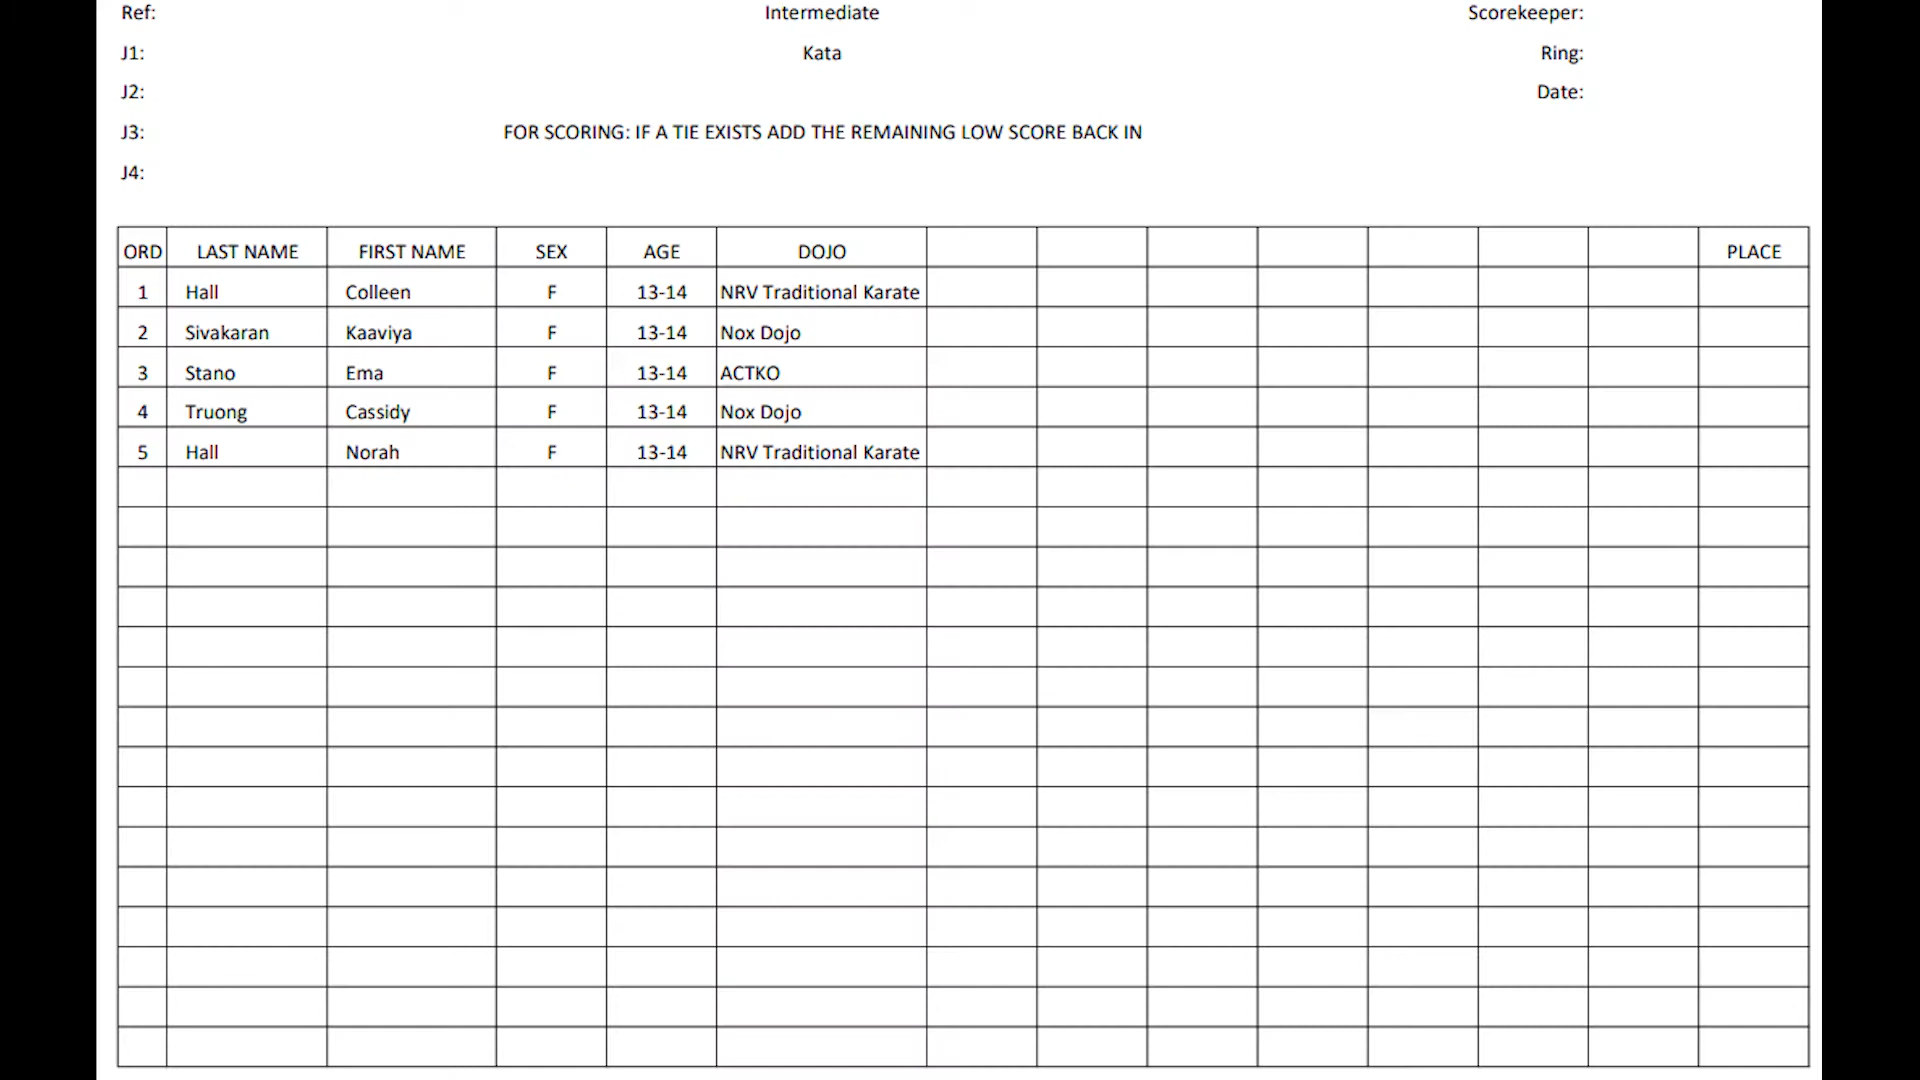 Ref: Intermediate Scorekeeper:
J1: Kata Ring:
J2: Date:
J3: FOR SCORING: IF A TIE EXISTS ADD THE REMAINING LOW SCORE BACK IN
J4:
ORD LAST NAME FIRST NAME SEX AGE DOJO PLACE
1 Hall Colleen F 13-14 NRV Traditional Karate
2 Sivakaran Kaaviya F 13-14 Nox Dojo
3 Stano Ema F 13-14 ACTKO
4 Truong Cassidy F 13-14 Nox Dojo
5 Hall Norah F 13-14 NRV Traditional Karate